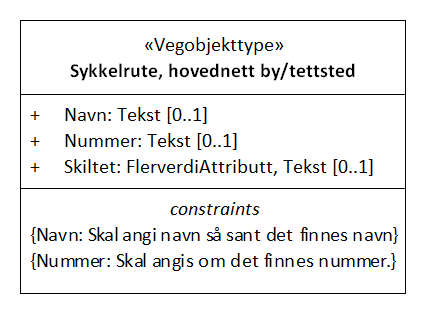 «Vegobjekttype»
Sykkelrute, hovednett by/tettsted
+ Navn: Tekst [0..1]
+ Nummer: Tekst [0..1]
+ Skiltet: FlerverdiAttributt, Tekst [0..1]
constraints
{Navn: Skal angi navn så sant det finnes navn}
{Nummer: Skal angis om det finnes nummer.}